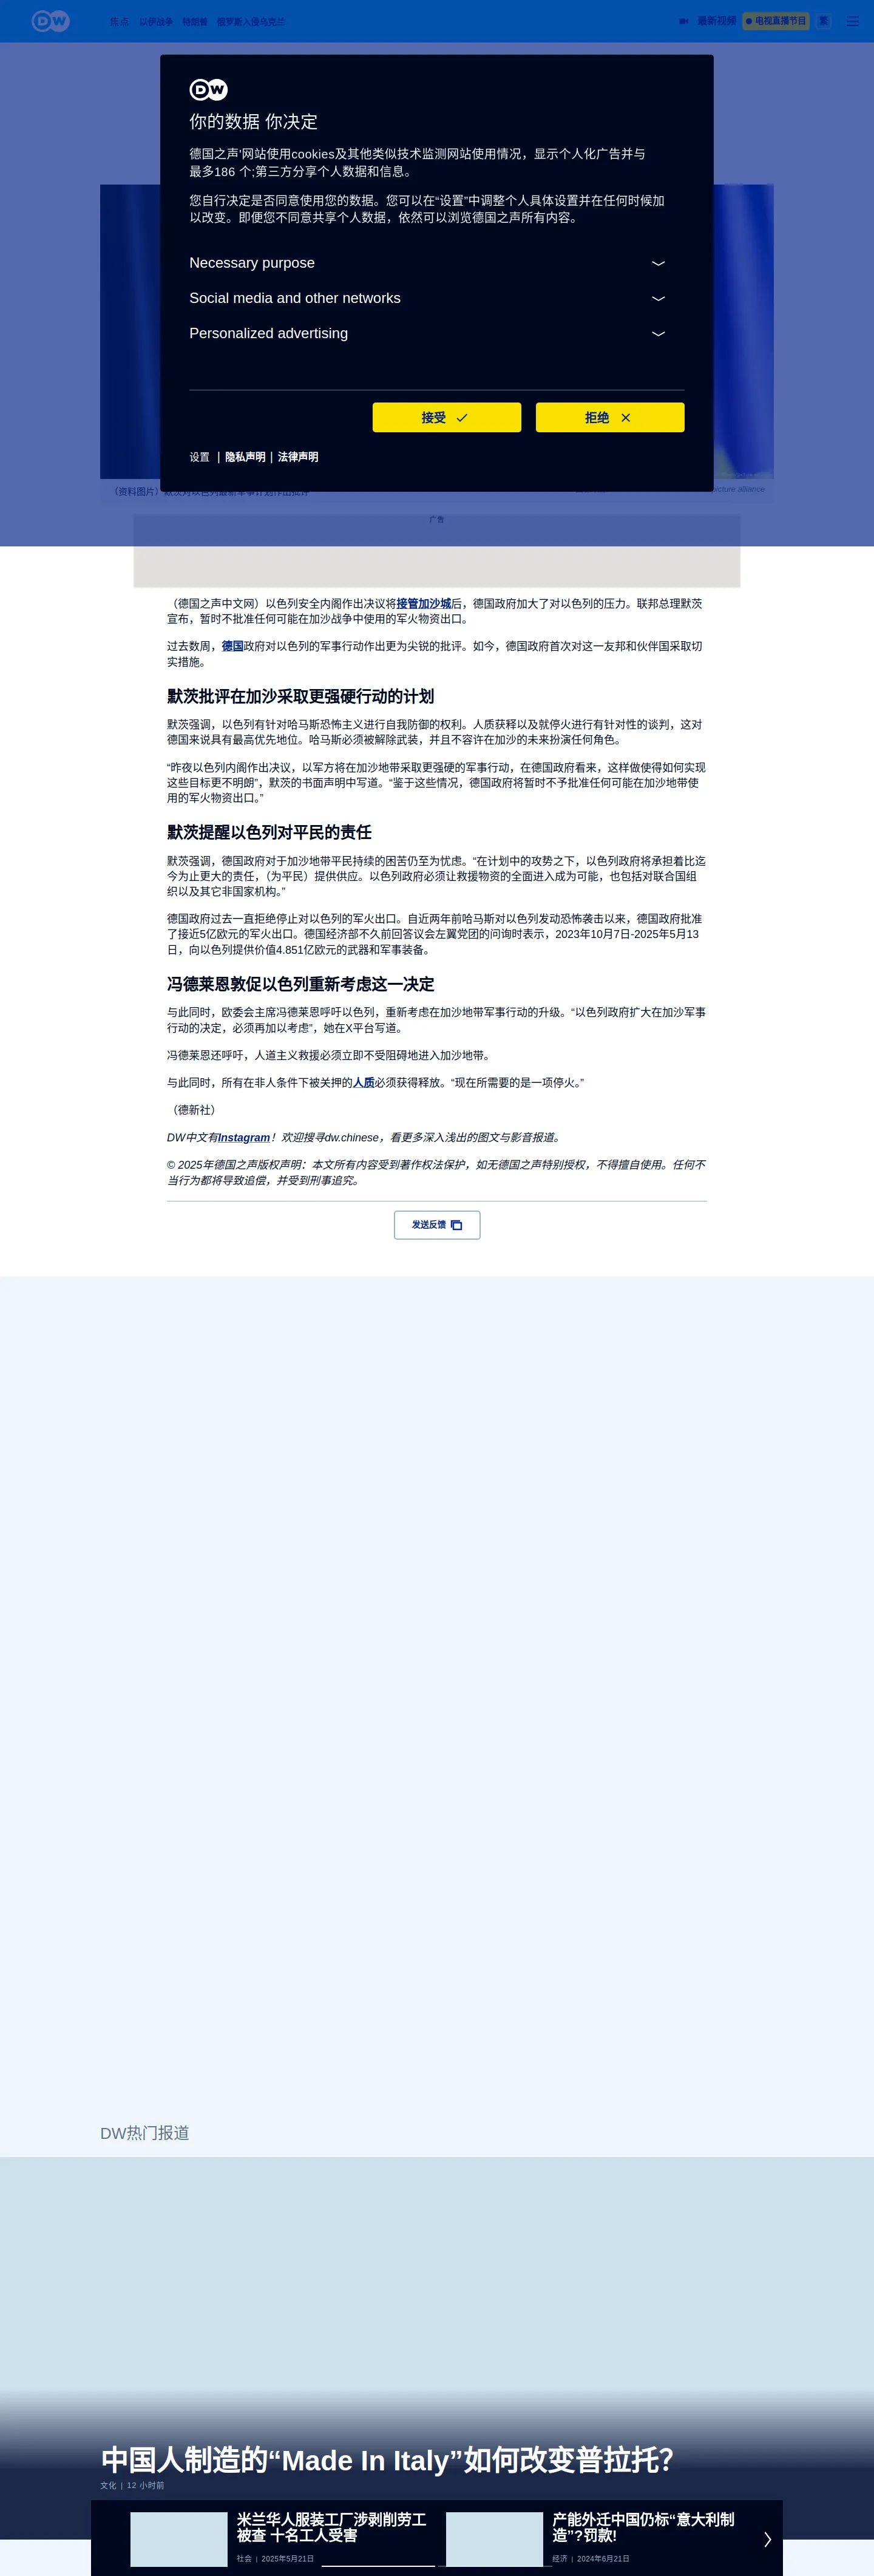 DW
焦点
以伊战争
特朗普
俄罗斯入侵乌克兰
最新视频
电视直播节目
繁
DW
你的数据 你决定
德国之声'网站使用cookies及其他类似技术监测网站使用情况，显示个人化广告并与
最多186 个;第三方分享个人数据和信息。
您自行决定是否同意使用您的数据。您可以在“设置”中调整个人具体设置并在任何时候加
以改变。即便您不同意共享个人数据，依然可以浏览德国之声所有内容。
Necessary purpose
Social media and other networks
Personalized advertising
接受
拒绝
设置 | 隐私声明 | 法律声明
（资料图片）默茨对以色列最新军事计划作出批评
picture alliance
广告
（德国之声中文网）以色列安全内阁作出决议将接管加沙城后，德国政府加大了对以色列的压力。联邦总理默茨
宣布，暂时不批准任何可能在加沙战争中使用的军火物资出口。
过去数周，德国政府对以色列的军事行动作出更为尖锐的批评。如今，德国政府首次对这一友邦和伙伴国采取切
实措施。
默茨批评在加沙采取更强硬行动的计划
默茨强调，以色列有针对哈马斯恐怖主义进行自我防御的权利。人质获释以及就停火进行有针对性的谈判，这对
德国来说具有最高优先地位。哈马斯必须被解除武装，并且不容许在加沙的未来扮演任何角色。
“昨夜以色列内阁作出决议，以军方将在加沙地带采取更强硬的军事行动，在德国政府看来，这样做使得如何实现
这些目标更不明朗”，默茨的书面声明中写道。“鉴于这些情况，德国政府将暂时不予批准任何可能在加沙地带使
用的军火物资出口。”
默茨提醒以色列对平民的责任
默茨强调，德国政府对于加沙地带平民持续的困苦仍至为忧虑。“在计划中的攻势之下，以色列政府将承担着比迄
今为止更大的责任，（为平民）提供供应。以色列政府必须让救援物资的全面进入成为可能，也包括对联合国组
织以及其它非国家机构。”
德国政府过去一直拒绝停止对以色列的军火出口。自近两年前哈马斯对以色列发动恐怖袭击以来，德国政府批准
了接近5亿欧元的军火出口。德国经济部不久前回答议会左翼党团的问询时表示，2023年10月7日-2025年5月13
日，向以色列提供价值4.851亿欧元的武器和军事装备。
冯德莱恩敦促以色列重新考虑这一决定
与此同时，欧委会主席冯德莱恩呼吁以色列，重新考虑在加沙地带军事行动的升级。“以色列政府扩大在加沙军事
行动的决定，必须再加以考虑”，她在X平台写道。
冯德莱恩还呼吁，人道主义救援必须立即不受阻碍地进入加沙地带。
与此同时，所有在非人条件下被关押的人质必须获得释放。“现在所需要的是一项停火。”
（德新社）
DW中文有Instagram！欢迎搜寻dw.chinese，看更多深入浅出的图文与影音报道。
© 2025年德国之声版权声明：本文所有内容受到著作权法保护，如无德国之声特别授权，不得擅自使用。任何不
当行为都将导致追偿，并受到刑事追究。
发送反馈
DW热门报道
中国人制造的“Made In Italy”如何改变普拉托？
文化 | 12 小时前
米兰华人服装工厂涉剥削劳工
被查 十名工人受害
社会 | 2025年5月21日
产能外迁中国仍标“意大利制
造”?罚款!
经济 | 2024年6月21日